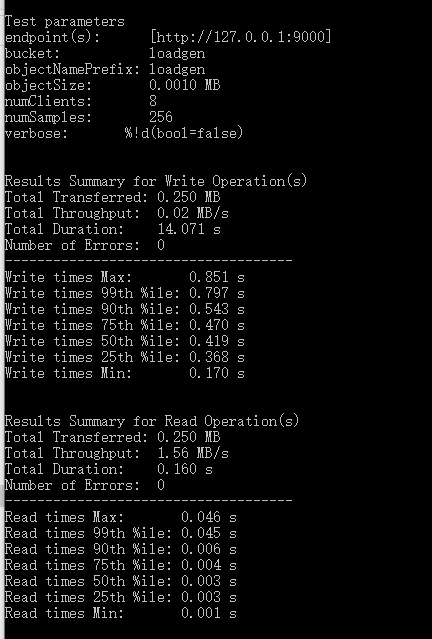 Test parameters
endpoint(s):      [http://127.0.0.1:9000]
bucket:           loadgen
objectNamePrefix: loadgen
objectSize:       0.0010 MB
numClients:       8
numSamples:       256
verbose:       %!d(bool=false)
Results Summary for Write Operation(s)
Total Transferred: 0.250 MB
Total Throughput:  0.02 MB/s
Total Duration:    14.071 s
Number of Errors:  0
------------------------------------
Write times Max:       0.851 s
Write times 99th %ile: 0.797 s
Write times 90th %ile: 0.543 s
Write times 75th %ile: 0.470 s
Write times 50th %ile: 0.419 s
Write times 25th %ile: 0.368 s
Write times Min:       0.170 s
Results Summary for Read Operation(s)
Total Transferred: 0.250 MB
Total Throughput:  1.56 MB/s
Total Duration:    0.160 s
Number of Errors:  0
------------------------------------
Read times Max:       0.046 s
Read times 99th %ile: 0.045 s
Read times 90th %ile: 0.006 s
Read times 75th %ile: 0.004 s
Read times 50th %ile: 0.003 s
Read times 25th %ile: 0.003 s
Read times Min:       0.001 s